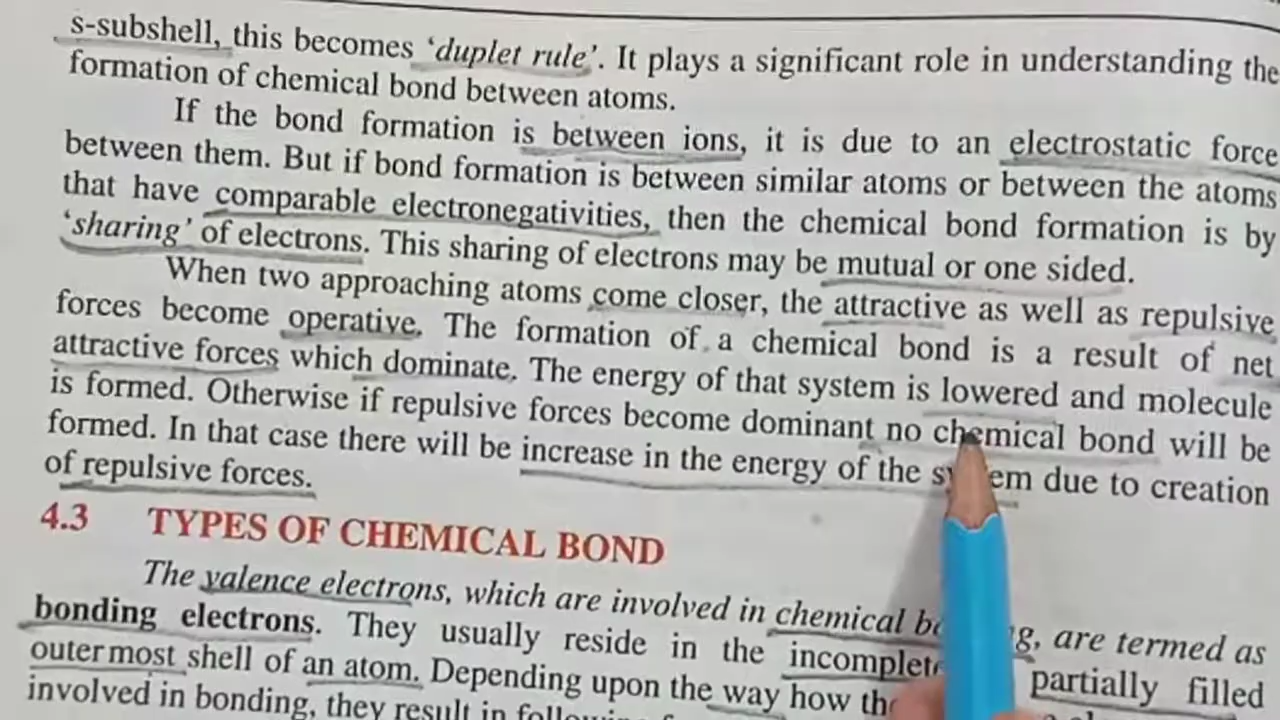 s-subshell, this becomes ‘duplet rule’. It plays a significant role in understanding the
formation of chemical bond between atoms.
If the bond formation is between ions, it is due to an electrostatic force
between them. But if bond formation is between similar atoms or between the atoms
that have comparable electronegativities, then the chemical bond formation is by
‘sharing’ of electrons. This sharing of electrons may be mutual or one sided.
When two approaching atoms come closer, the attractive as well as repulsive
forces become operative. The formation of a chemical bond is a result of net
attractive forces which dominate. The energy of that system is lowered and molecule
is formed. Otherwise if repulsive forces become dominant no chemical bond will be
formed. In that case there will be increase in the energy of the system due to creation
of repulsive forces.
4.3 TYPES OF CHEMICAL BOND
The valence electrons, which are involved in chemical are termed as
bonding electrons. They usually reside in the partially filled
outermost shell of an atom. Depending upon the way how
involved in bonding, they result in following